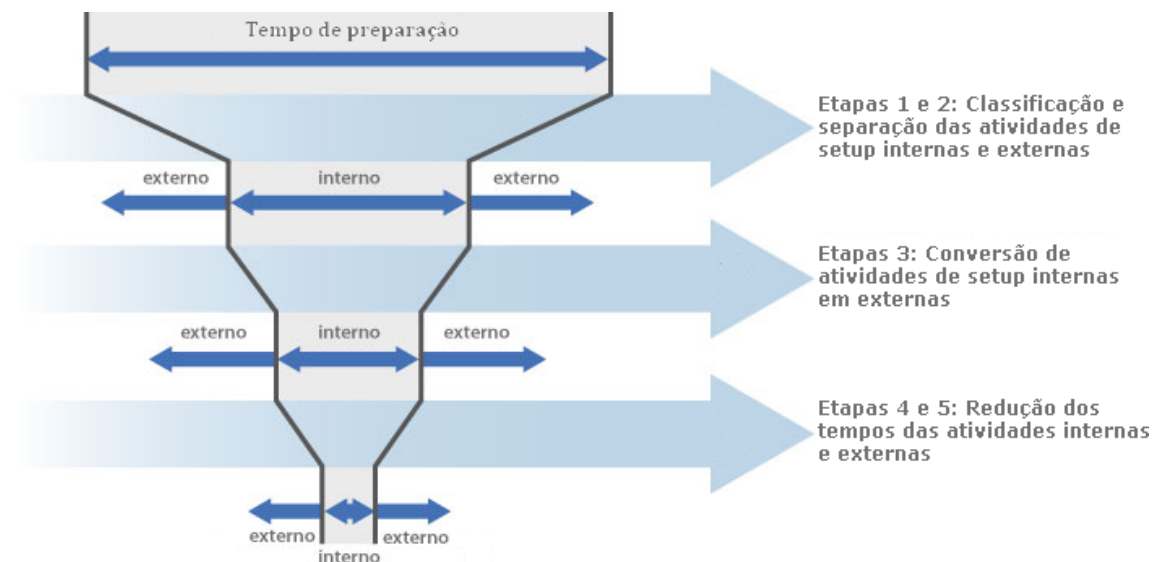 Tempo de preparação
Etapas 1 e 2: Classificação e
separação das atividades de
setup internas e externas
externo interno externo
Etapas 3: Conversão de
atividades de setup internas
em externas
externo interno externo
Etapas 4 e 5: Redução dos
tempos das atividades internas
e externas
externo externo
interno